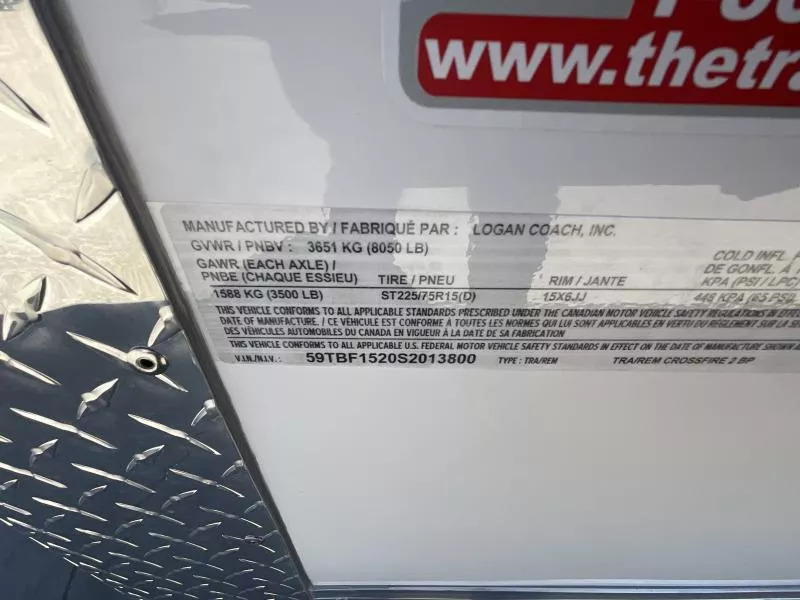 www.thetra
MANUFACTURED BY / FABRIQUÉ PAR : LOGAN COACH, INC.
GVWR / PNBV : 3651 KG (8050 LB)
COLD INFL. P
GAWR (EACH AXLE) /
DE GONFL. À F
PNBE (CHAQUE ESSIEU) TIRE / PNEU RIM / JANTE KPA (PSI / LPC)
1588 KG (3500 LB) ST225/75R15(D) 15X6JJ 448 KPA (65 PSI)
THIS VEHICLE CONFORMS TO ALL APPLICABLE STANDARDS PRESCRIBED UNDER THE CANADIAN MOTOR VEHICLE SAFETY REGULATIONS IN EFFECT
DATE OF MANUFACTURE. / CE VÉHICULE EST CONFORME À TOUTES LES NORMES QUI LUI SONT APPLICABLES EN VERTU DU RÈGLEMENT SUR LA SÉ
DES VÉHICULES AUTOMOBILES DU CANADA EN VIGUEUR À LA DATE DE SA FABRICATION.
THIS VEHICLE CONFORMS TO ALL APPLICABLE U.S. FEDERAL MOTOR VEHICLE SAFETY STANDARDS IN EFFECT ON THE DATE OF MANUFACTURE SHOWN
V.I.N./N.I.V. : 59TBF1520S2013800 TYPE : TRA/REM TRA/REM CROSSFIRE 2 BP